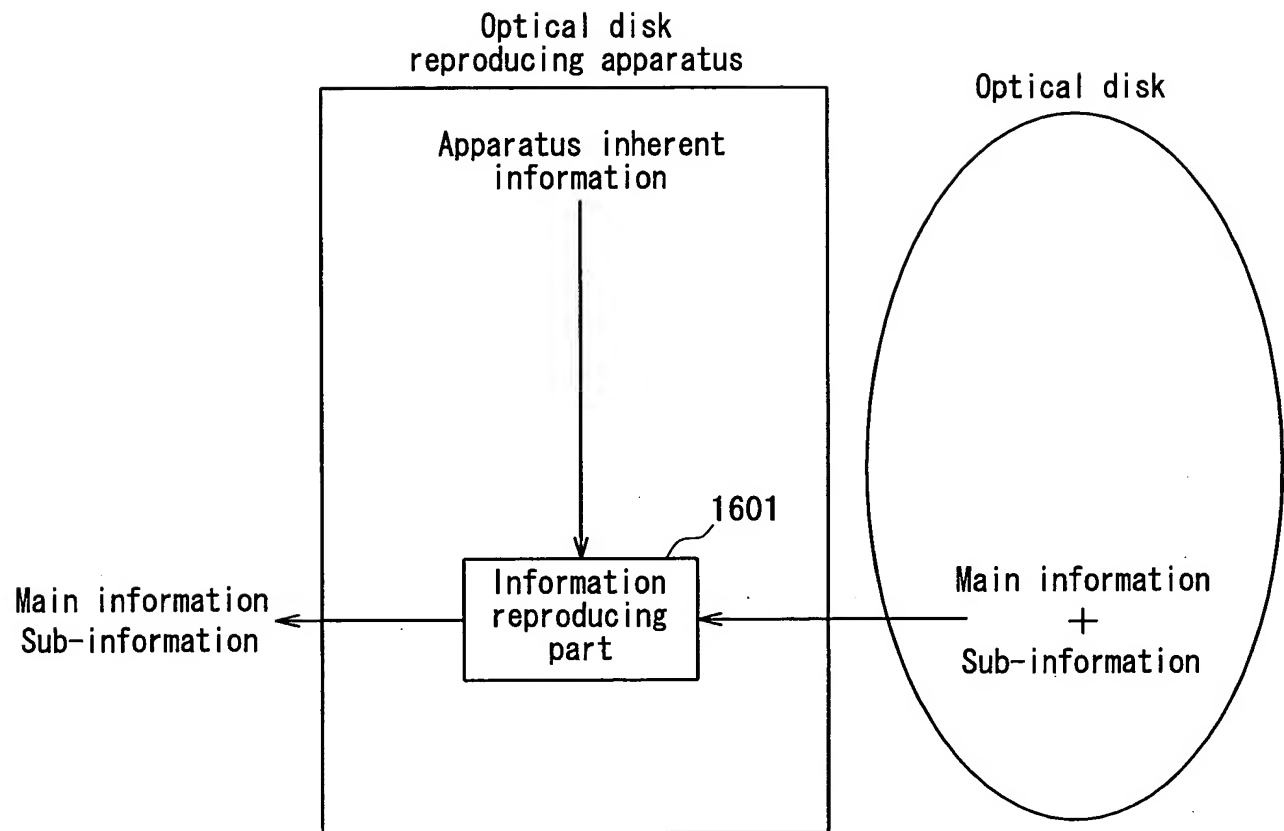 Optical disk
reproducing apparatus
Optical disk
Apparatus inherent
information
1601
Information
reproducing
part
Main information
Sub-information
Main information
+
Sub-information